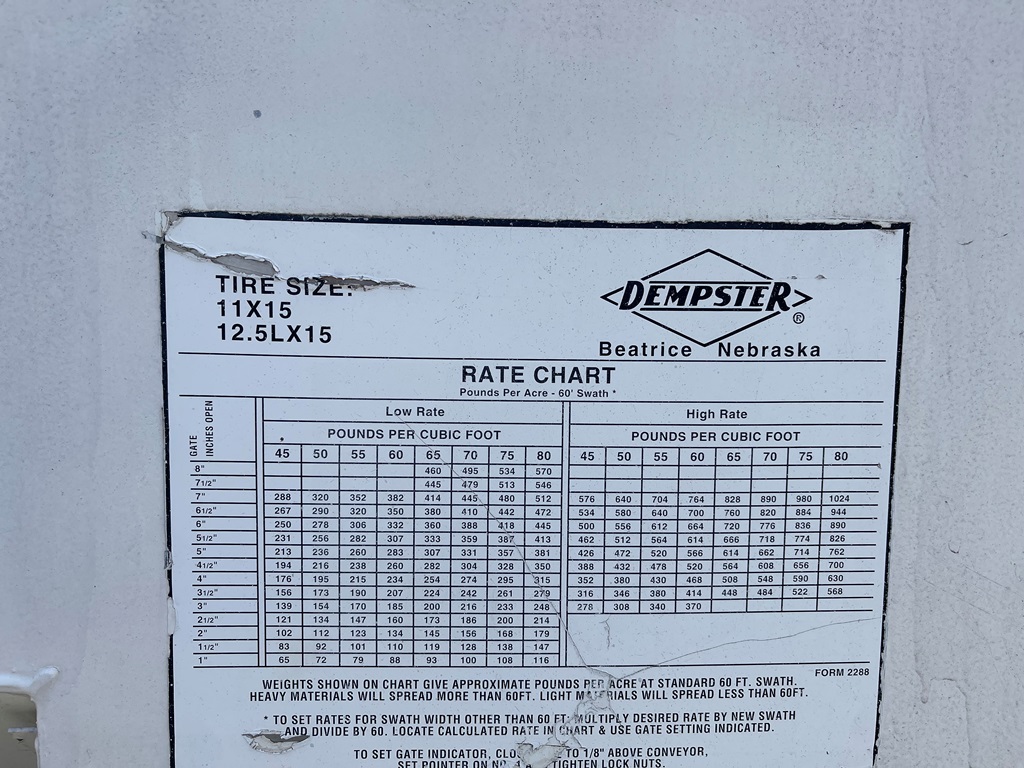 TIRE SIZE:
11X15
12.5LX15
DEMPSTER ®
Beatrice Nebraska
RATE CHART
Pounds Per Acre - 60' Swath *
GATE INCHES OPEN
Low Rate High Rate
POUNDS PER CUBIC FOOT POUNDS PER CUBIC FOOT
45 50 55 60 65 70 75 80 45 50 55 60 65 70 75 80
8" 460 495 534 570
7 1/2" 445 479 513 546
7" 288 320 352 382 414 445 480 512 576 640 704 764 828 890 980 1024
6 1/2" 267 290 320 350 380 410 442 472 534 580 640 700 760 820 884 944
6" 250 278 306 332 360 388 418 445 500 556 612 664 720 776 836 890
5 1/2" 231 256 282 307 333 359 387 413 462 512 564 614 666 718 774 826
5" 213 236 260 283 307 331 357 381 426 472 520 566 614 662 714 762
4 1/2" 194 216 238 260 282 304 328 350 388 432 478 520 564 608 656 700
4" 176 195 215 234 254 274 295 315 352 380 430 468 508 548 590 630
3 1/2" 156 173 190 207 224 242 261 279 316 346 380 414 448 484 522 568
3" 139 154 170 185 200 216 233 248 278 308 340 370
2 1/2" 121 134 147 160 173 186 200 214
2" 102 112 123 134 145 156 168 179
1 1/2" 83 92 101 110 119 128 138 147
1" 65 72 79 88 93 100 108 116
FORM 2288
WEIGHTS SHOWN ON CHART GIVE APPROXIMATE POUNDS PER ACRE AT STANDARD 60 FT. SWATH.
HEAVY MATERIALS WILL SPREAD MORE THAN 60FT. LIGHT MATERIALS WILL SPREAD LESS THAN 60FT.
* TO SET RATES FOR SWATH WIDTH OTHER THAN 60 FT. MULTIPLY DESIRED RATE BY NEW SWATH
AND DIVIDE BY 60. LOCATE CALCULATED RATE IN CHART & USE GATE SETTING INDICATED.
TO SET GATE INDICATOR, TO 1/8" ABOVE CONVEYOR,
SET POINTER ON TIGHTEN LOCK NUTS.